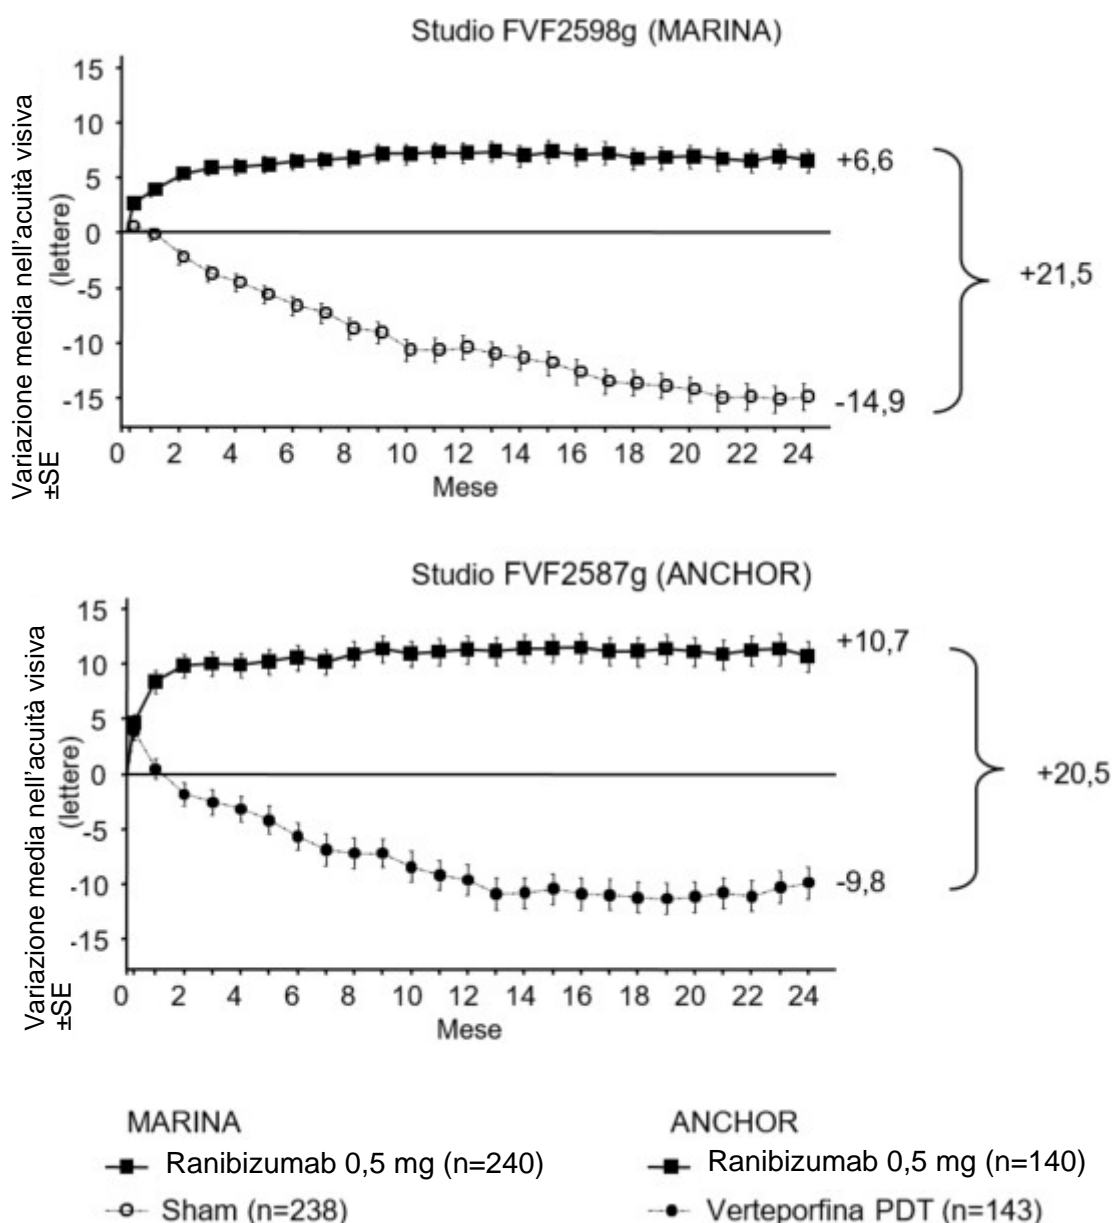 Studio FVF2598g (MARINA)
Variazione media nell'acuità visiva
(lettere)
±SE
15
10
5
0
-5
-10
-15
+6,6
-14,9
+21,5
0 2 4 6 8 10 12 14 16 18 20 22 24
Mese
Studio FVF2587g (ANCHOR)
Variazione media nell'acuità visiva
(lettere)
±SE
15
10
5
0
-5
-10
-15
+10,7
-9,8
+20,5
0 2 4 6 8 10 12 14 16 18 20 22 24
Mese
MARINA
Ranibizumab 0,5 mg (n=240)
Sham (n=238)
ANCHOR
Ranibizumab 0,5 mg (n=140)
Verteporfina PDT (n=143)